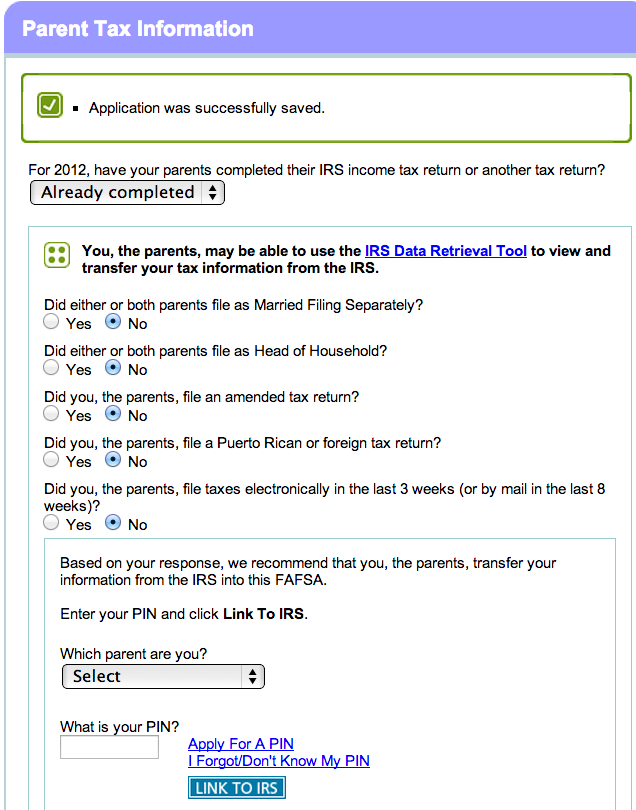 Parent Tax Information
▪ Application was successfully saved.
For 2012, have your parents completed their IRS income tax return or another tax return?
Already completed
You, the parents, may be able to use the IRS Data Retrieval Tool to view and
transfer your tax information from the IRS.
Did either or both parents file as Married Filing Separately?
Yes No
Did either or both parents file as Head of Household?
Yes No
Did you, the parents, file an amended tax return?
Yes No
Did you, the parents, file a Puerto Rican or foreign tax return?
Yes No
Did you, the parents, file taxes electronically in the last 3 weeks (or by mail in the last 8
weeks)?
Yes No
Based on your response, we recommend that you, the parents, transfer your
information from the IRS into this FAFSA.
Enter your PIN and click Link To IRS.
Which parent are you?
Select
What is your PIN?
Apply For A PIN
I Forgot/Don't Know My PIN
LINK TO IRS